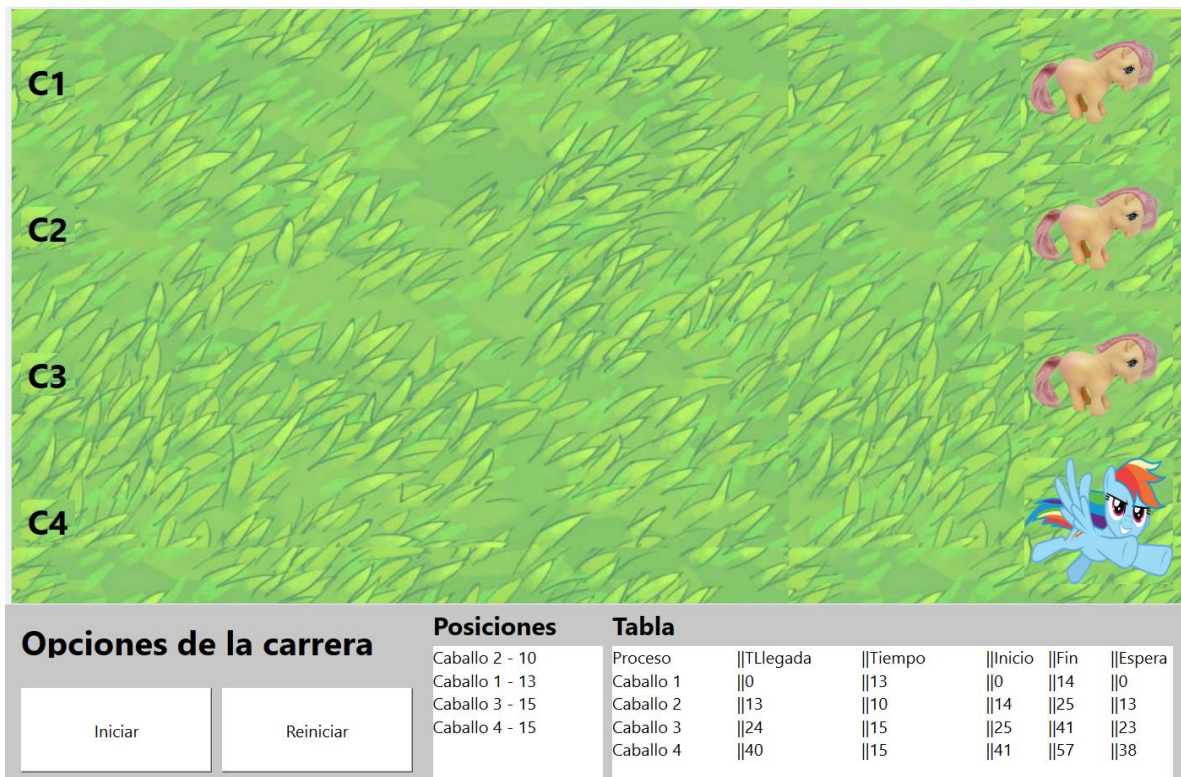 C1
C2
C3
C4
Opciones de la carrera
Iniciar
Reiniciar
Posiciones
Caballo 2 - 10
Caballo 1 - 13
Caballo 3 - 15
Caballo 4 - 15
Tabla
Proceso ||TLlegada ||Tiempo ||Inicio ||Fin ||Espera
Caballo 1 ||0 ||13 ||0 ||14 ||0
Caballo 2 ||13 ||10 ||14 ||25 ||13
Caballo 3 ||24 ||15 ||25 ||41 ||23
Caballo 4 ||40 ||15 ||41 ||57 ||38